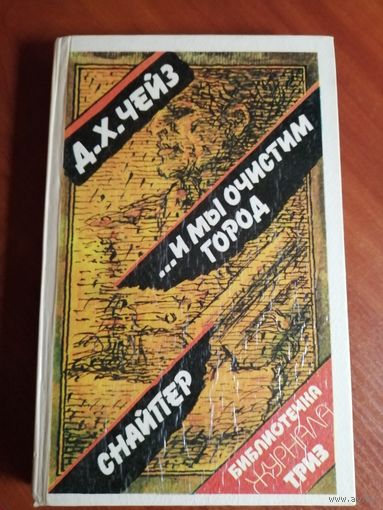 Д.Х.ЧЕЙЗ
...И МЫ ОЧИСТИМ
ГОРОД
СНАЙПЕР
БИБЛИОТЕЧКА
ЖУРНАЛА
ТРИЗ